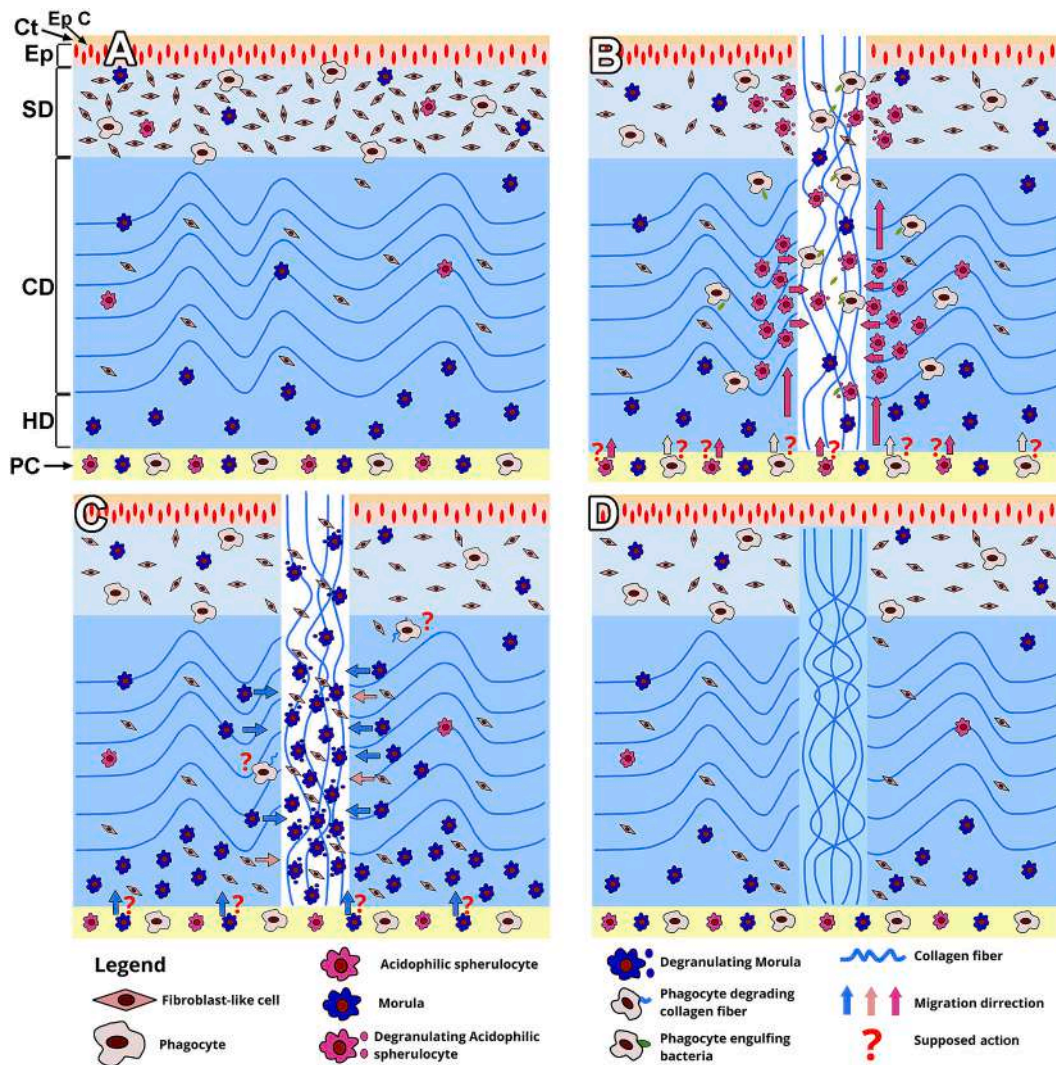 Ct
Ep C
Ep
SD
CD
HD
PC
A
B
? ? ? ? ? ? ? ?
C
?
?
? ? ? ?
D
Legend
Fibroblast-like cell
Phagocyte
Acidophilic spherulocyte
Morula
Degranulating Acidophilic
spherulocyte
Degranulating Morula
Phagocyte degrading
collagen fiber
Phagocyte engulfing
bacteria
Collagen fiber
Migration dirrection
? Supposed action